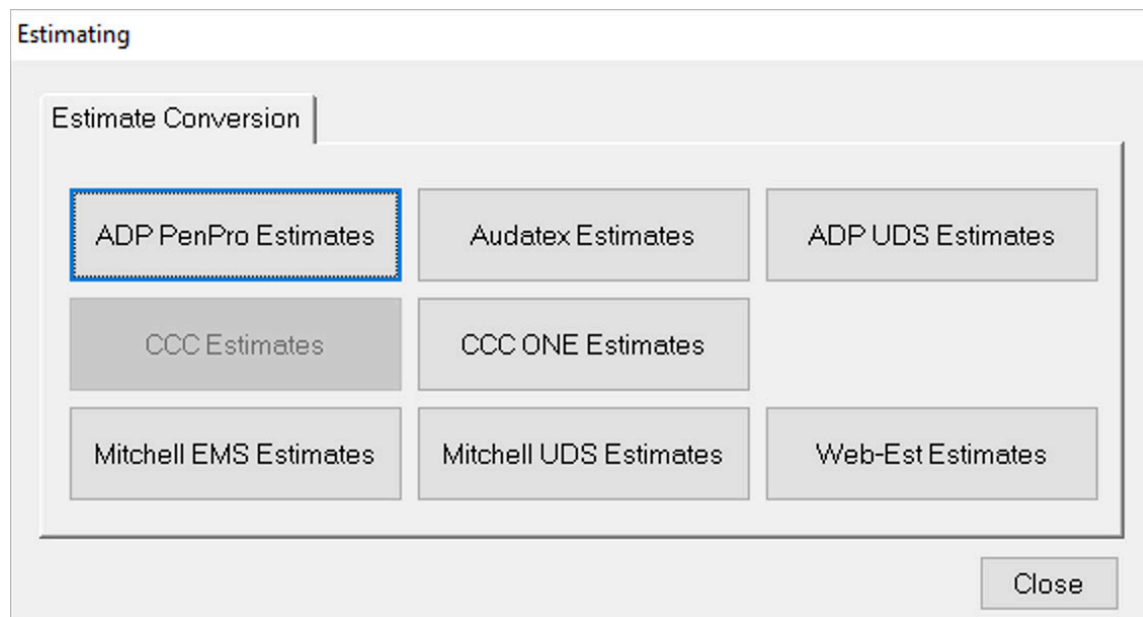 Estimating
Estimate Conversion
ADP PenPro Estimates
Audatex Estimates
ADP UDS Estimates
CCC Estimates
CCC ONE Estimates
Mitchell EMS Estimates
Mitchell UDS Estimates
Web-Est Estimates
Close